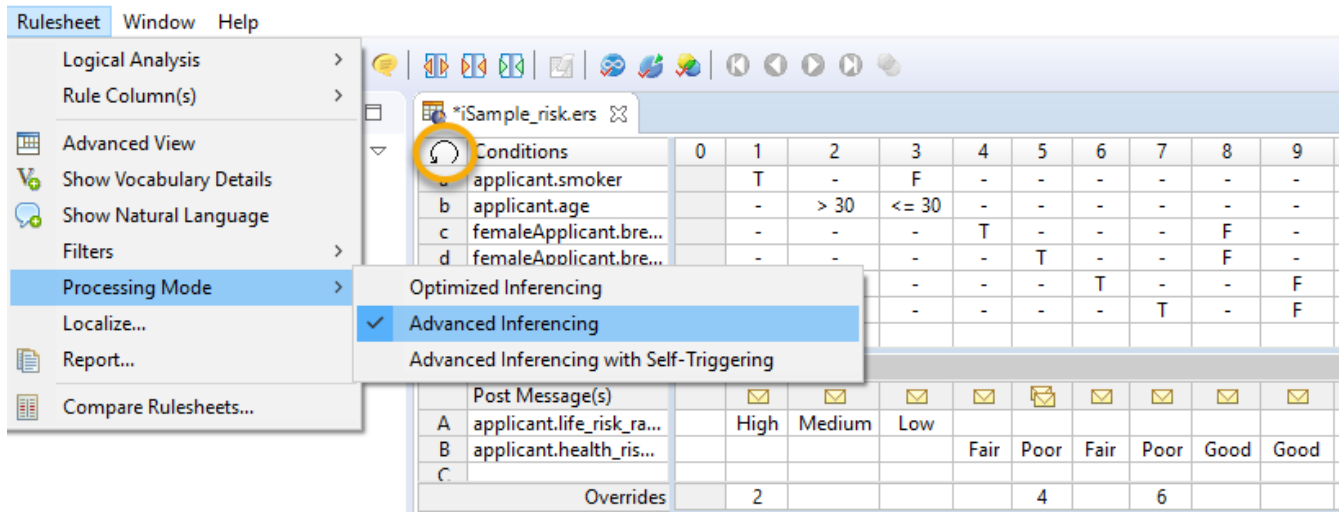 Rulesheet Window Help
Logical Analysis >
Rule Column(s) >
Advanced View
Show Vocabulary Details
Show Natural Language
Filters >
Processing Mode >
Localize...
Report...
Compare Rulesheets...
Optimized Inferencing
✓ Advanced Inferencing
Advanced Inferencing with Self-Triggering
*iSample_risk.ers
Conditions 0 1 2 3 4 5 6 7 8 9
applicant.smoker T - F - - - - - -
b applicant.age - > 30 <= 30 - - - - - -
c femaleApplicant.bre... - - - T - - - F -
d femaleApplicant.bre... - - - - T - - F -
- - - T - - F
- - - - T - F
Post Message(s)
A applicant.life_risk_ra... High Medium Low
B applicant.health_ris... Fair Poor Fair Poor Good Good
C
Overrides 2 4 6